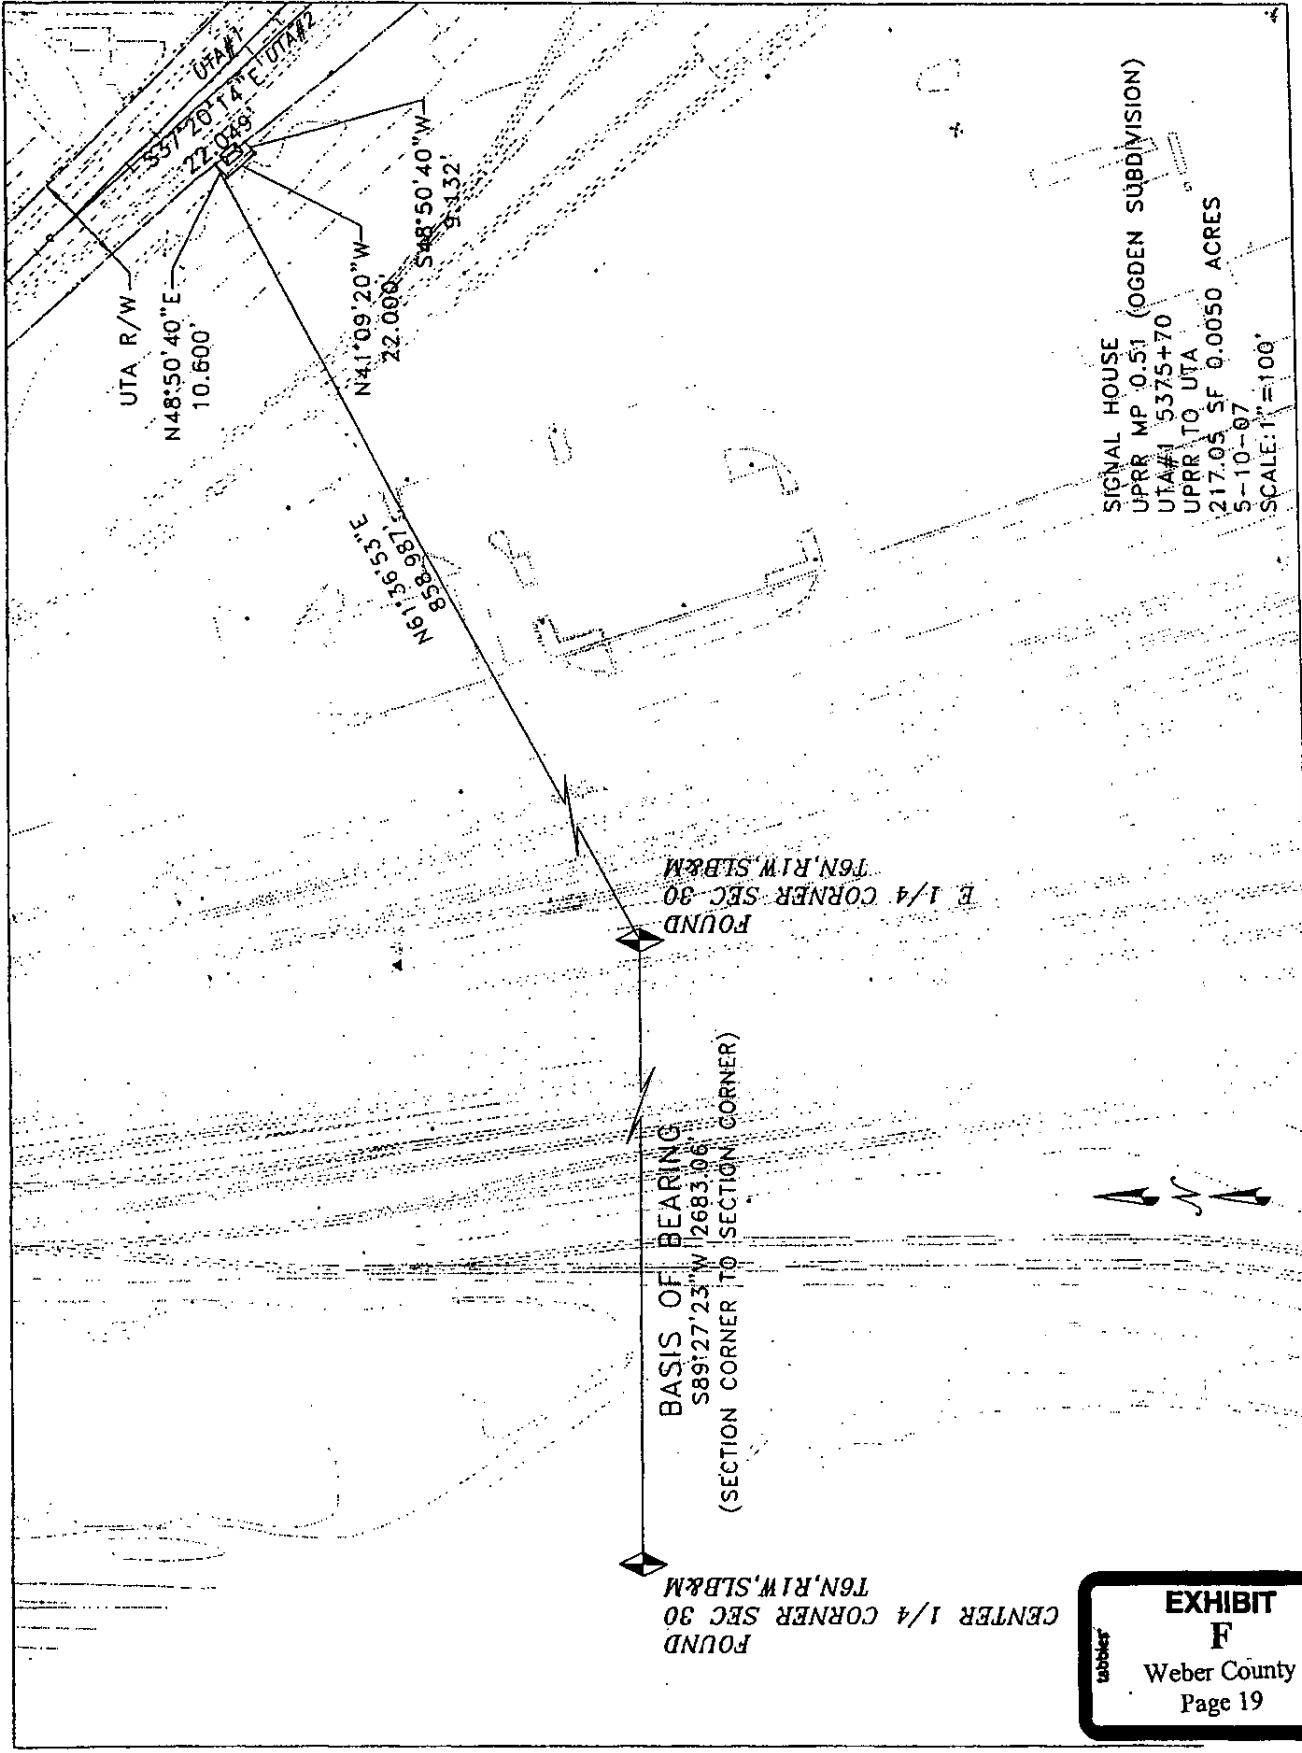 UTA#1
UTA#2
S37°20'14"E
22.049'
UTA R/W
N48°50'40"E
10.600'
N41°09'20"W
22.000'
S48°50'40"W
9.132'
N61°36'53"E
858.987'
FOUND
E 1/4 CORNER SEC 30
T6N,R1W,SLB&M
BASIS OF BEARING
S89°27'23"W 2683.06'
(SECTION CORNER TO SECTION CORNER)
FOUND
CENTER 1/4 CORNER SEC 30
T6N,R1W,SLB&M
N
SIGNAL HOUSE
UPRR MP 0.51 (OGDEN SUBDIVISION)
UTA#1 5375+70
UPRR TO UTA
217.05 SF 0.0050 ACRES
5-10-07
SCALE:1"=100'
tabbies'
EXHIBIT
F
Weber County
Page 19